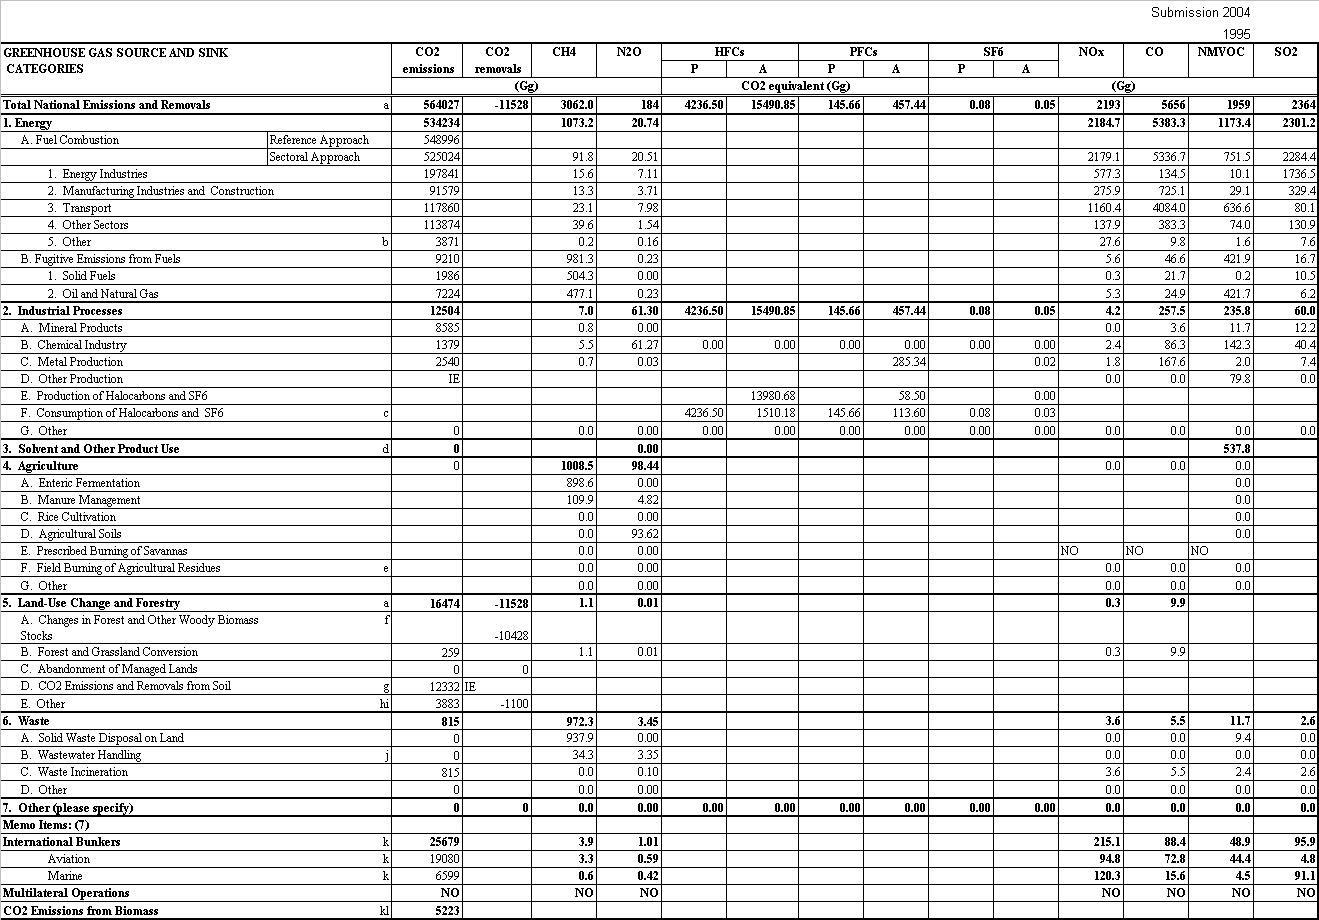 Submission 2004
1995
GREENHOUSE GAS SOURCE AND SINK CO2 CO2 CH4 N2O HFCs PFCs SF6 NOx CO NMVOC SO2
CATEGORIES emissions removals P A P A P A
(Gg) CO2 equivalent (Gg) (Gg)
Total National Emissions and Removals a 564027 -11528 3062.0 184 4236.50 15490.85 145.66 457.44 0.08 0.05 2193 5656 1959 2364
1. Energy 534234 1073.2 20.74 2184.7 5383.3 1173.4 2301.2
A. Fuel Combustion Reference Approach 548996
Sectoral Approach 525024 91.8 20.51 2179.1 5336.7 751.5 2284.4
1. Energy Industries 197841 15.6 7.11 577.3 134.5 10.1 1736.5
2. Manufacturing Industries and Construction 91579 13.3 3.71 275.9 725.1 29.1 329.4
3. Transport 117860 23.1 7.98 1160.4 4084.0 636.6 80.1
4. Other Sectors 113874 39.6 1.54 137.9 383.3 74.0 130.9
5. Other b 3871 0.2 0.16 27.6 9.8 1.6 7.6
B. Fugitive Emissions from Fuels 9210 981.3 0.23 5.6 46.6 421.9 16.7
1. Solid Fuels 1986 504.3 0.00 0.3 21.7 0.2 10.5
2. Oil and Natural Gas 7224 477.1 0.23 5.3 24.9 421.7 6.2
2. Industrial Processes 12504 7.0 61.30 4236.50 15490.85 145.66 457.44 0.08 0.05 4.2 257.5 235.8 60.0
A. Mineral Products 8585 0.8 0.00 0.0 3.6 11.7 12.2
B. Chemical Industry 1379 5.5 61.27 0.00 0.00 0.00 0.00 0.00 0.00 2.4 86.3 142.3 40.4
C. Metal Production 2540 0.7 0.03 285.34 0.02 1.8 167.6 2.0 7.4
D. Other Production IE 0.0 0.0 79.8 0.0
E. Production of Halocarbons and SF6 13980.68 58.50 0.00
F. Consumption of Halocarbons and SF6 c 4236.50 1510.18 145.66 113.60 0.08 0.03
G. Other 0 0.0 0.00 0.00 0.00 0.00 0.00 0.00 0.00 0.0 0.0 0.0 0.0
3. Solvent and Other Product Use d 0 0.00 537.8
4. Agriculture 0 1008.5 98.44 0.0 0.0 0.0
A. Enteric Fermentation 898.6 0.00 0.0
B. Manure Management 109.9 4.82 0.0
C. Rice Cultivation 0.0 0.00 0.0
D. Agricultural Soils 0.0 93.62 0.0
E. Prescribed Burning of Savannas 0.0 0.00 NO NO NO
F. Field Burning of Agricultural Residues e 0.0 0.00 0.0 0.0 0.0
G. Other 0.0 0.00 0.0 0.0 0.0
5. Land-Use Change and Forestry a 16474 -11528 1.1 0.01 0.3 9.9
A. Changes in Forest and Other Woody Biomass f
Stocks -10428
B. Forest and Grassland Conversion 259 1.1 0.01 0.3 9.9
C. Abandonment of Managed Lands 0 0
D. CO2 Emissions and Removals from Soil g 12332 IE
E. Other hi 3883 -1100
6. Waste 815 972.3 3.45 3.6 5.5 11.7 2.6
A. Solid Waste Disposal on Land 0 937.9 0.00 0.0 0.0 9.4 0.0
B. Wastewater Handling j 0 34.3 3.35 0.0 0.0 0.0 0.0
C. Waste Incineration 815 0.0 0.10 3.6 5.5 2.4 2.6
D. Other 0 0.0 0.00 0.0 0.0 0.0 0.0
7. Other (please specify) 0 0 0.0 0.00 0.00 0.00 0.00 0.00 0.00 0.00 0.0 0.0 0.0 0.0
Memo Items: (7)
International Bunkers k 25679 3.9 1.01 215.1 88.4 48.9 95.9
Aviation k 19080 3.3 0.59 94.8 72.8 44.4 4.8
Marine k 6599 0.6 0.42 120.3 15.6 4.5 91.1
Multilateral Operations NO NO NO NO NO NO NO
CO2 Emissions from Biomass kl 5223